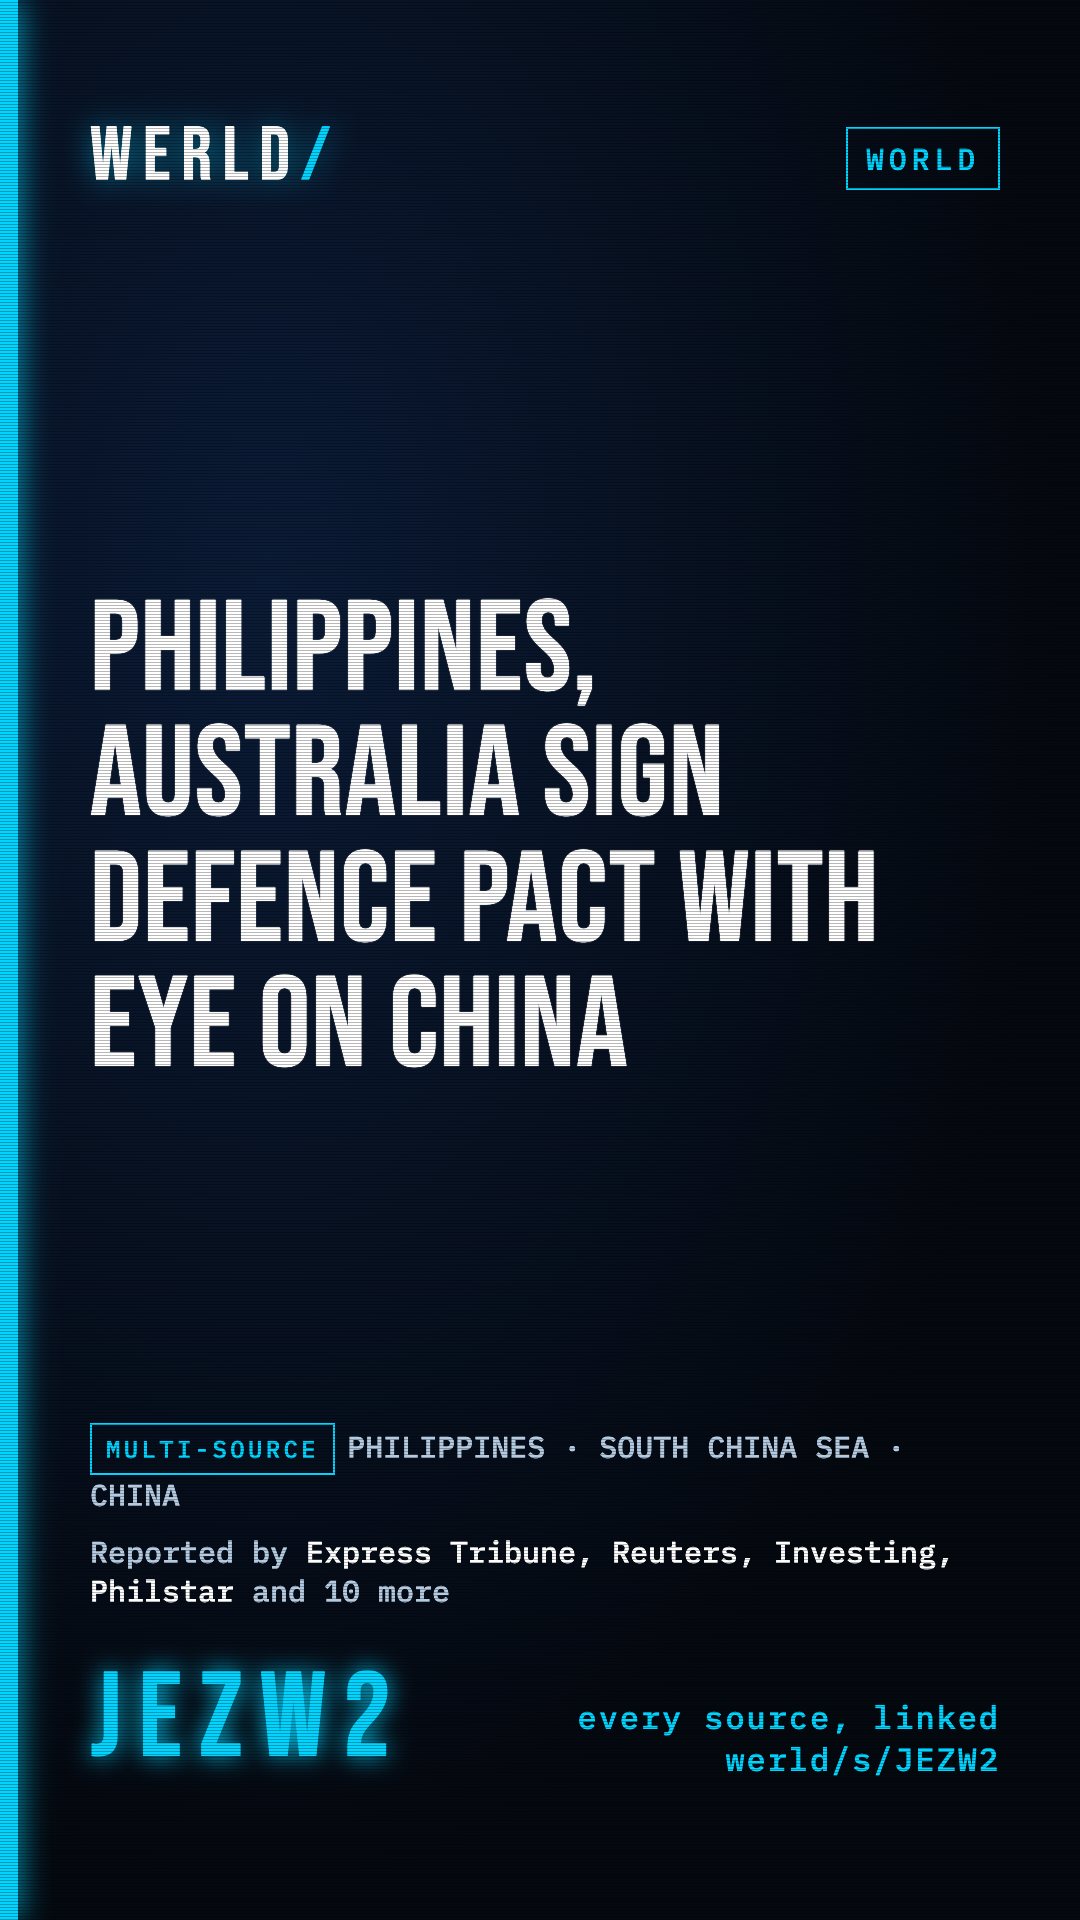 WERLD/
WORLD
PHILIPPINES,
AUSTRALIA SIGN
DEFENCE PACT WITH
EYE ON CHINA
MULTI-SOURCE PHILIPPINES · SOUTH CHINA SEA ·
CHINA
Reported by Express Tribune, Reuters, Investing,
Philstar and 10 more
JEZW2
every source, linked
werld/s/JEZW2